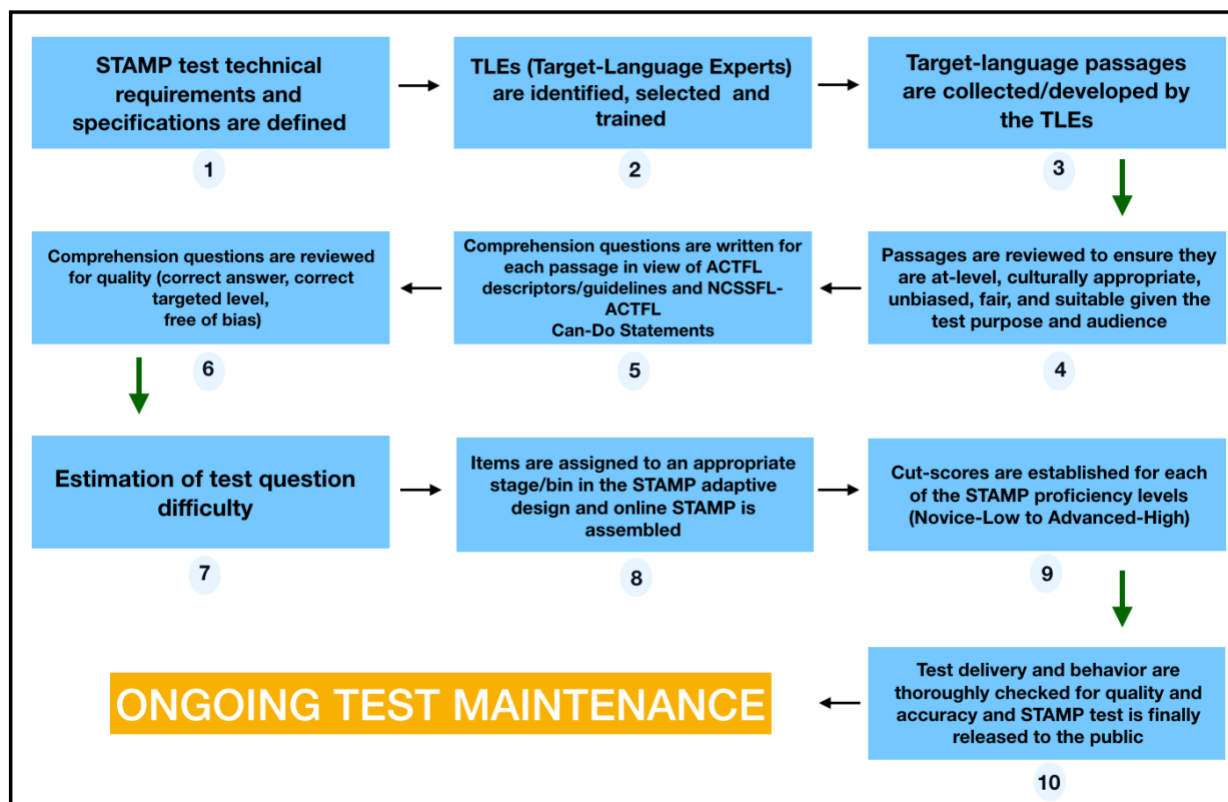 STAMP test technical
requirements and
specifications are defined
1
TLEs (Target-Language Experts)
are identified, selected and
trained
2
Target-language passages
are collected/developed by
the TLEs
3
Passages are reviewed to ensure they
are at-level, culturally appropriate,
unbiased, fair, and suitable given the
test purpose and audience
4
Comprehension questions are written for
each passage in view of ACTFL
descriptors/guidelines and NCSSFL-
ACTFL
Can-Do Statements
5
Comprehension questions are reviewed
for quality (correct answer, correct
targeted level,
free of bias)
6
Estimation of test question
difficulty
7
Items are assigned to an appropriate
stage/bin in the STAMP adaptive
design and online STAMP is
assembled
8
Cut-scores are established for each
of the STAMP proficiency levels
(Novice-Low to Advanced-High)
9
Test delivery and behavior are
thoroughly checked for quality and
accuracy and STAMP test is finally
released to the public
10
ONGOING TEST MAINTENANCE